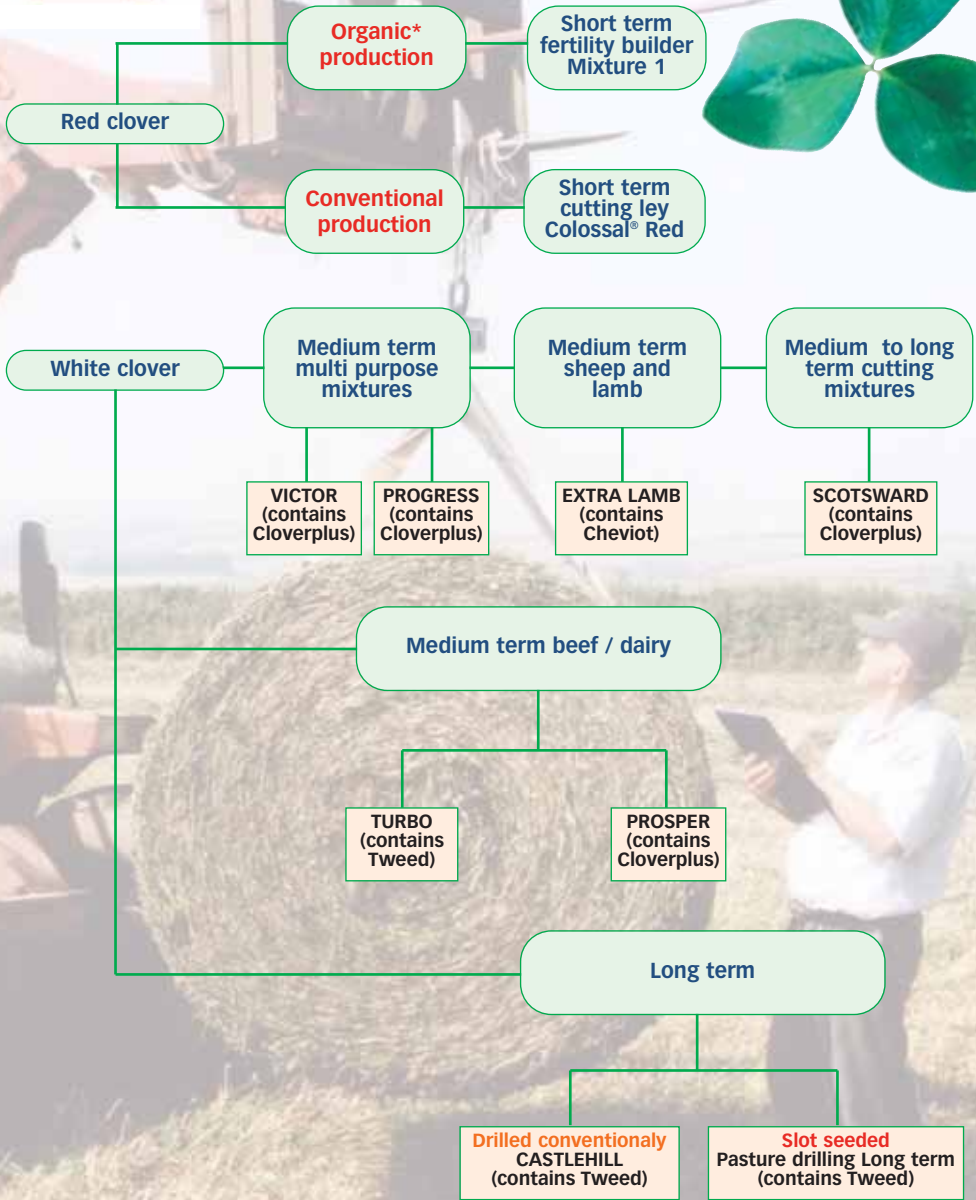 Organic*
production
Short term
fertility builder
Mixture 1
Red clover
Conventional
production
Short term
cutting ley
Colossal® Red
White clover
Medium term
multi purpose
mixtures
Medium term
sheep and
lamb
Medium to long
term cutting
mixtures
VICTOR
(contains
Cloverplus)
PROGRESS
(contains
Cloverplus)
EXTRA LAMB
(contains
Cheviot)
SCOTSWARD
(contains
Cloverplus)
Medium term beef / dairy
TURBO
(contains
Tweed)
PROSPER
(contains
Cloverplus)
Long term
Drilled conventionaly
CASTLEHILL
(contains Tweed)
Slot seeded
Pasture drilling Long term
(contains Tweed)